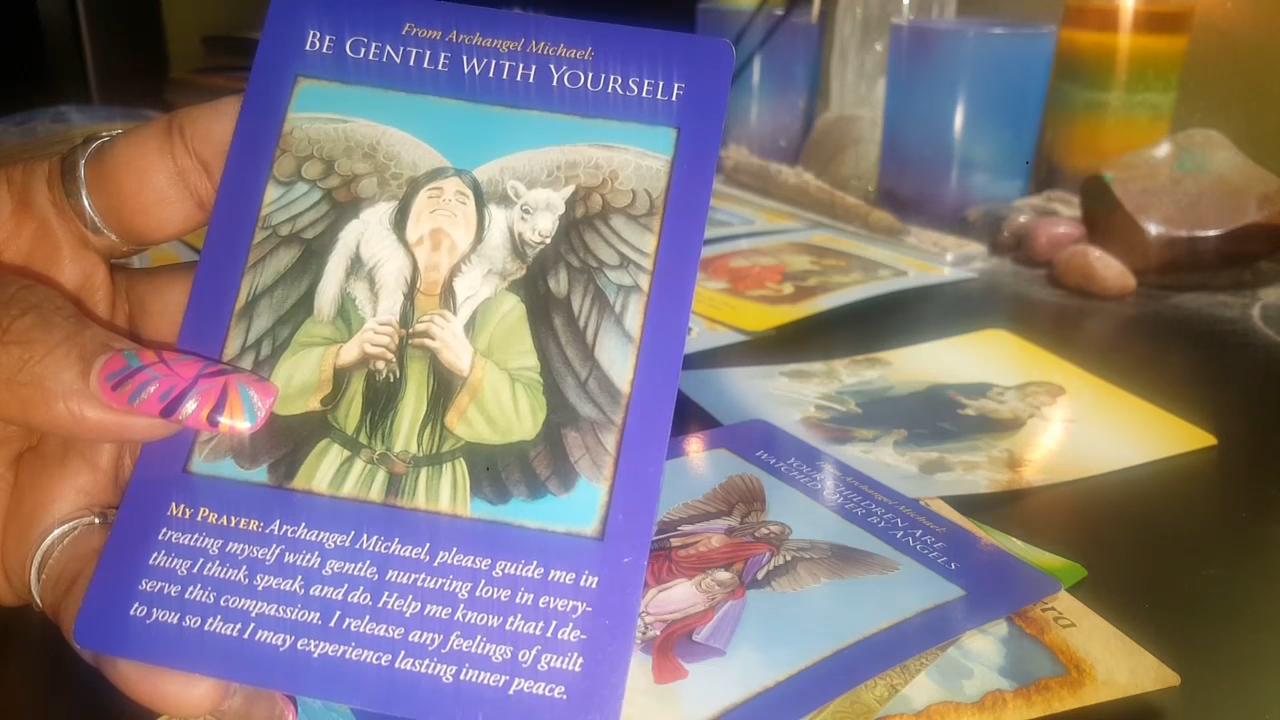 From Archangel Michael:
BE GENTLE WITH YOURSELF
MY PRAYER: Archangel Michael, please guide me in
treating myself with gentle, nurturing love in every-
thing I think, speak, and do. Help me know that I de-
serve this compassion. I release any feelings of guilt
to you so that I may experience lasting inner peace.
From Archangel Michael:
YOUR CHILDREN ARE
WATCHED OVER BY ANGELS